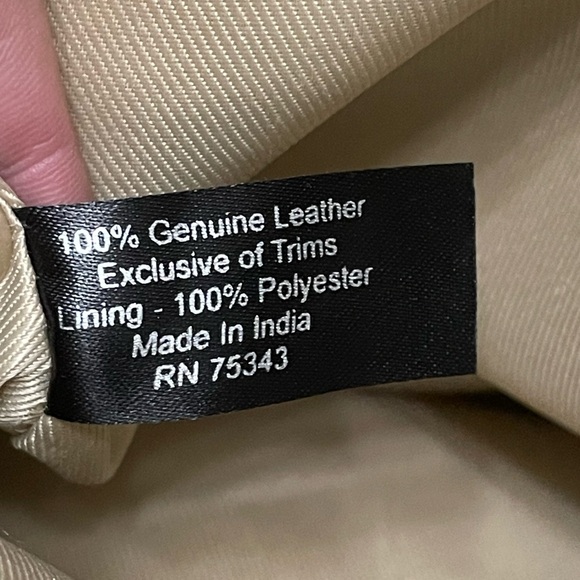 100% Genuine Leather
Exclusive of Trims
Lining - 100% Polyester
Made In India
RN 75343